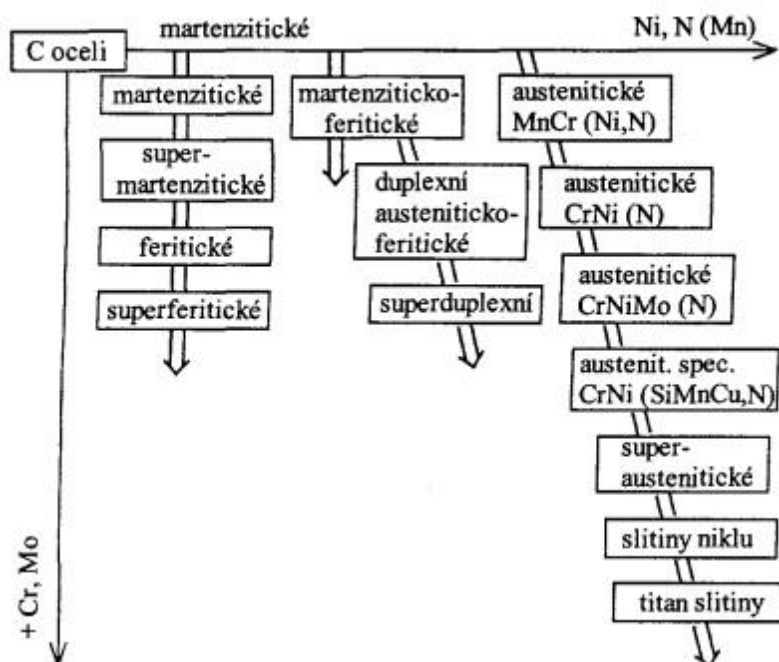 martenzitické
Ni, N (Mn)
C oceli
martenzitické
super-
martenzitické
feritické
superferitické
martenziticko-
feritické
duplexní
austeniticko-
feritické
superduplexní
austenitické
MnCr (Ni,N)
austenitické
CrNi (N)
austenitické
CrNiMo (N)
austenit. spec.
CrNi (SiMnCu,N)
super-
austenitické
slitiny niklu
titan slitiny
+ Cr, Mo